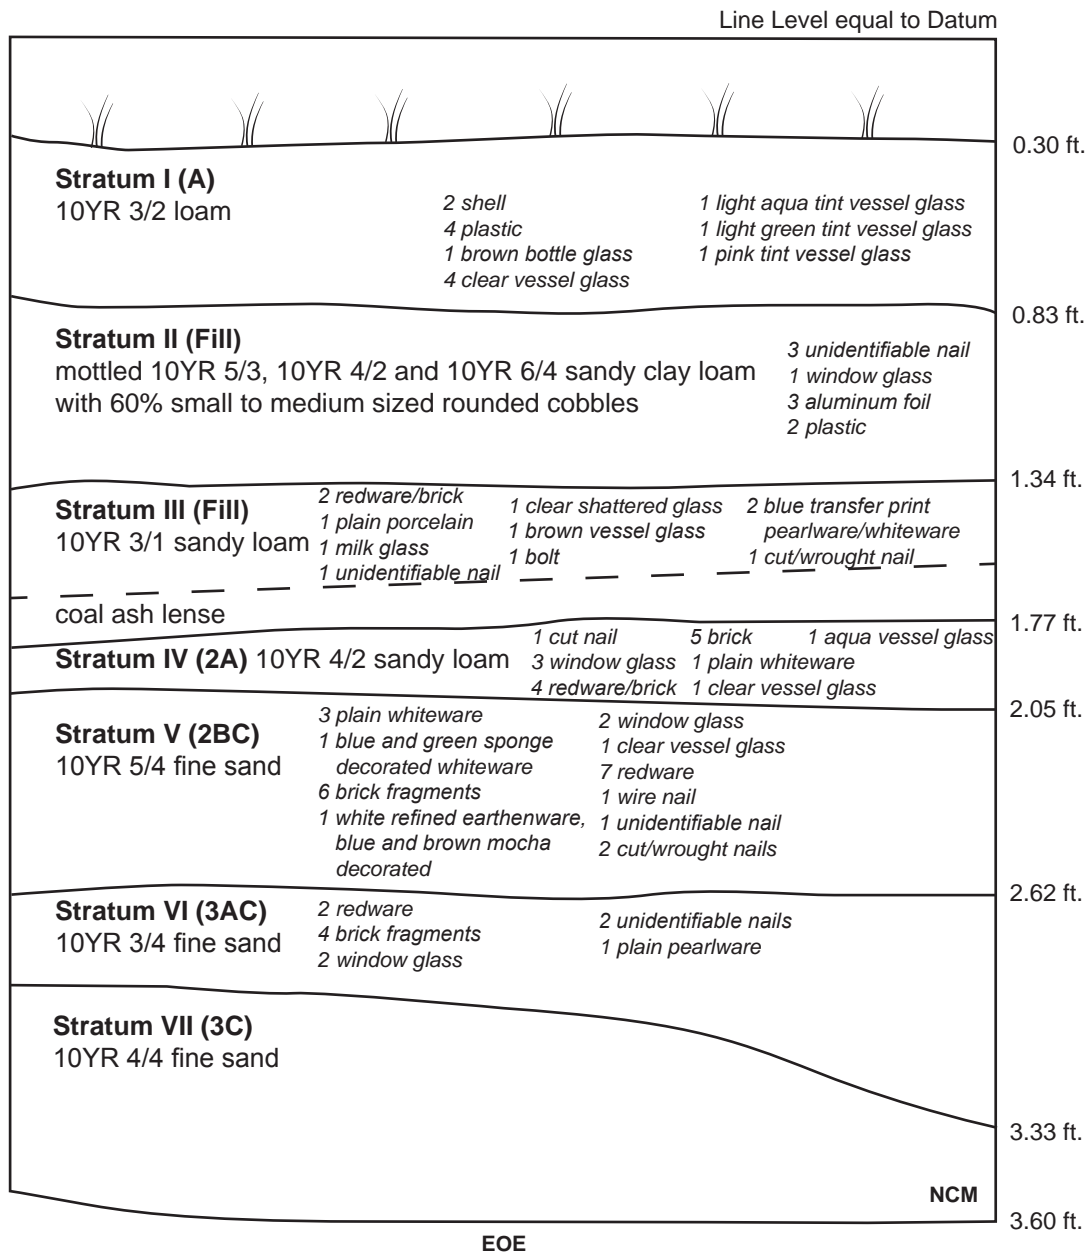 Line Level equal to Datum
0.30 ft.
Stratum I (A)
10YR 3/2 loam
2 shell
4 plastic
1 brown bottle glass
4 clear vessel glass
1 light aqua tint vessel glass
1 light green tint vessel glass
1 pink tint vessel glass
0.83 ft.
Stratum II (Fill)
mottled 10YR 5/3, 10YR 4/2 and 10YR 6/4 sandy clay loam
with 60% small to medium sized rounded cobbles
3 unidentifiable nail
1 window glass
3 aluminum foil
2 plastic
1.34 ft.
Stratum III (Fill)
10YR 3/1 sandy loam
2 redware/brick
1 plain porcelain
1 milk glass
1 unidentifiable nail
1 clear shattered glass
1 brown vessel glass
1 bolt
2 blue transfer print
pearlware/whiteware
1 cut/wrought nail
coal ash lense
1.77 ft.
Stratum IV (2A) 10YR 4/2 sandy loam
1 cut nail
3 window glass
4 redware/brick
5 brick
1 plain whiteware
1 clear vessel glass
1 aqua vessel glass
2.05 ft.
Stratum V (2BC)
10YR 5/4 fine sand
3 plain whiteware
1 blue and green sponge
decorated whiteware
6 brick fragments
1 white refined earthenware,
blue and brown mocha
decorated
2 window glass
1 clear vessel glass
7 redware
1 wire nail
1 unidentifiable nail
2 cut/wrought nails
2.62 ft.
Stratum VI (3AC)
10YR 3/4 fine sand
2 redware
4 brick fragments
2 window glass
2 unidentifiable nails
1 plain pearlware
Stratum VII (3C)
10YR 4/4 fine sand
3.33 ft.
NCM
3.60 ft.
EOE